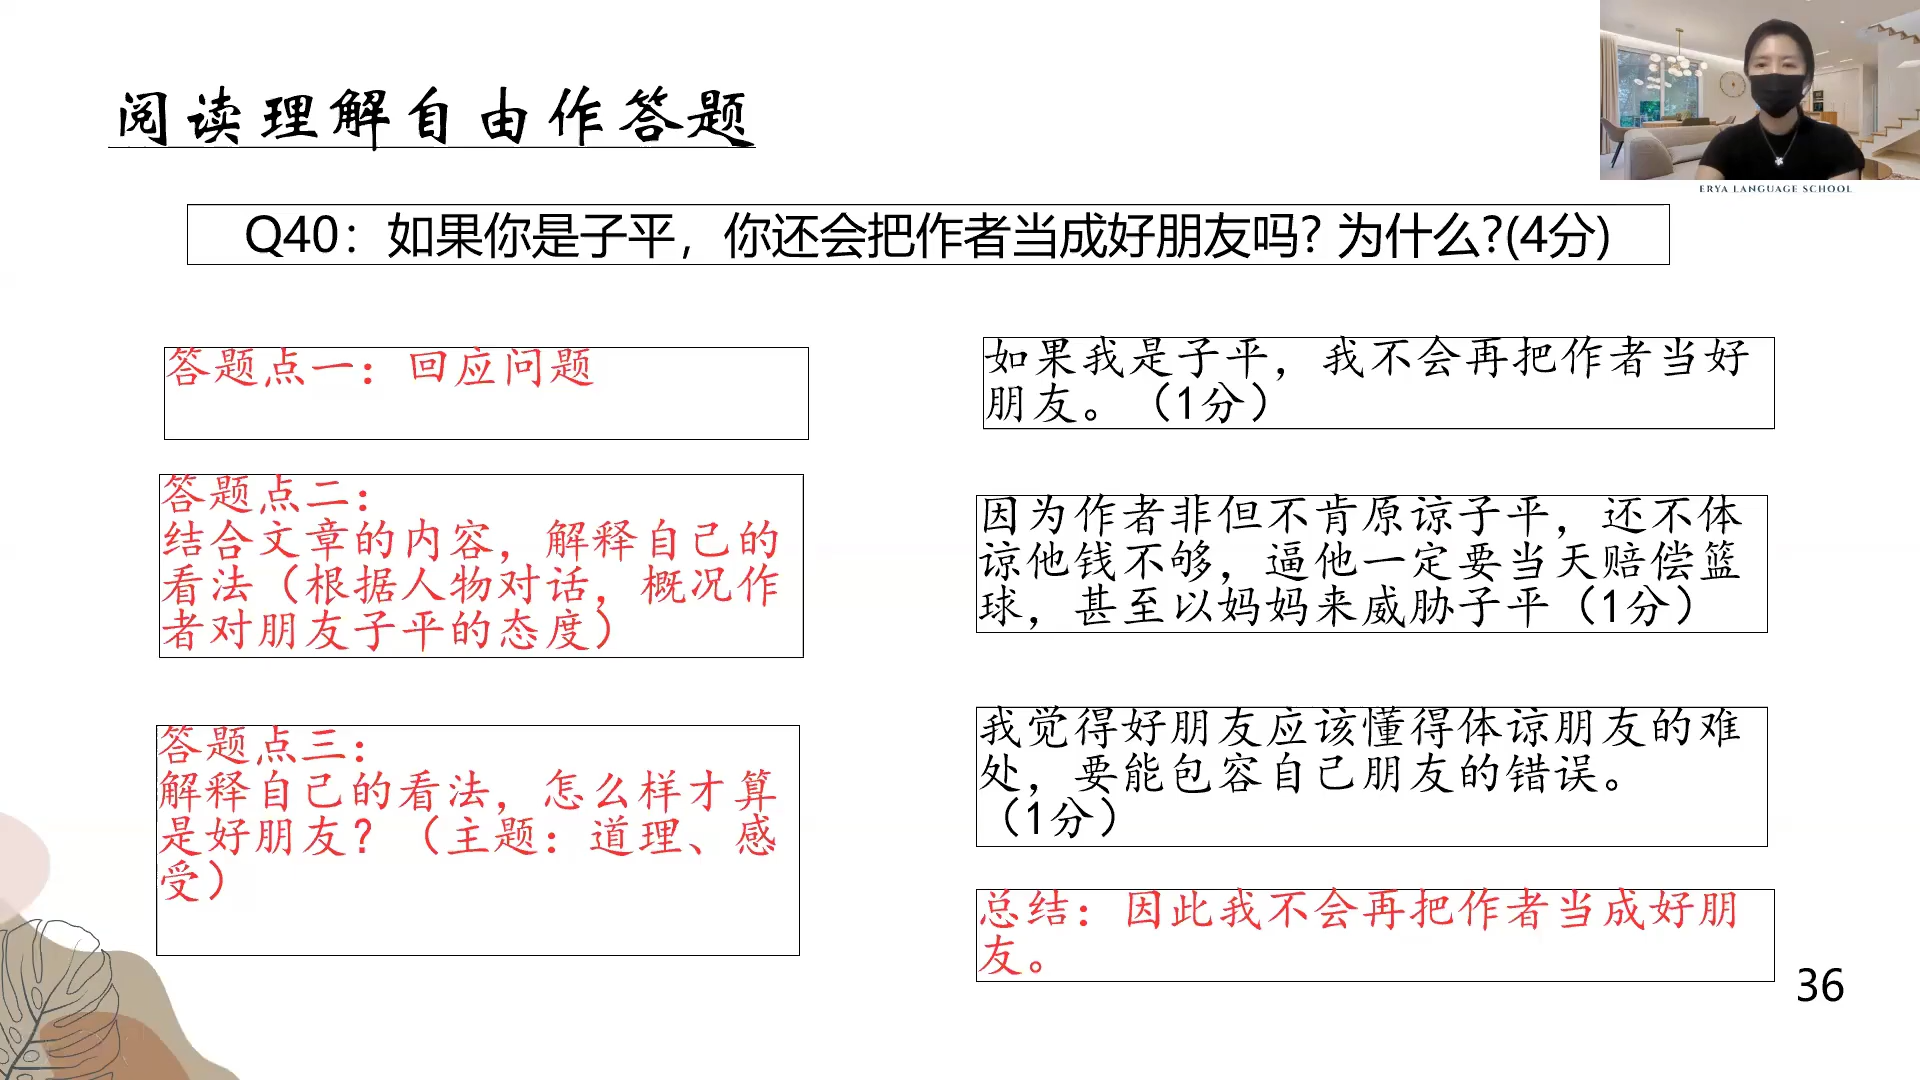 阅读理解自由作答题
ERYA LANGUAGE SCHOOL
Q40：如果你是子平，你还会把作者当成好朋友吗? 为什么?(4分)
答题点一：回应问题
如果我是子平，我不会再把作者当好
朋友。（1分）
答题点二：
结合文章的内容，解释自己的
看法（根据人物对话，概况作
者对朋友子平的态度）
因为作者非但不肯原谅子平，还不体
谅他钱不够，逼他一定要当天赔偿篮
球，甚至以妈妈来威胁子平（1分）
答题点三：
解释自己的看法，怎么样才算
是好朋友？（主题：道理、感
受）
我觉得好朋友应该懂得体谅朋友的难
处，要能包容自己朋友的错误。
（1分）
总结：因此我不会再把作者当成好朋
友。
36